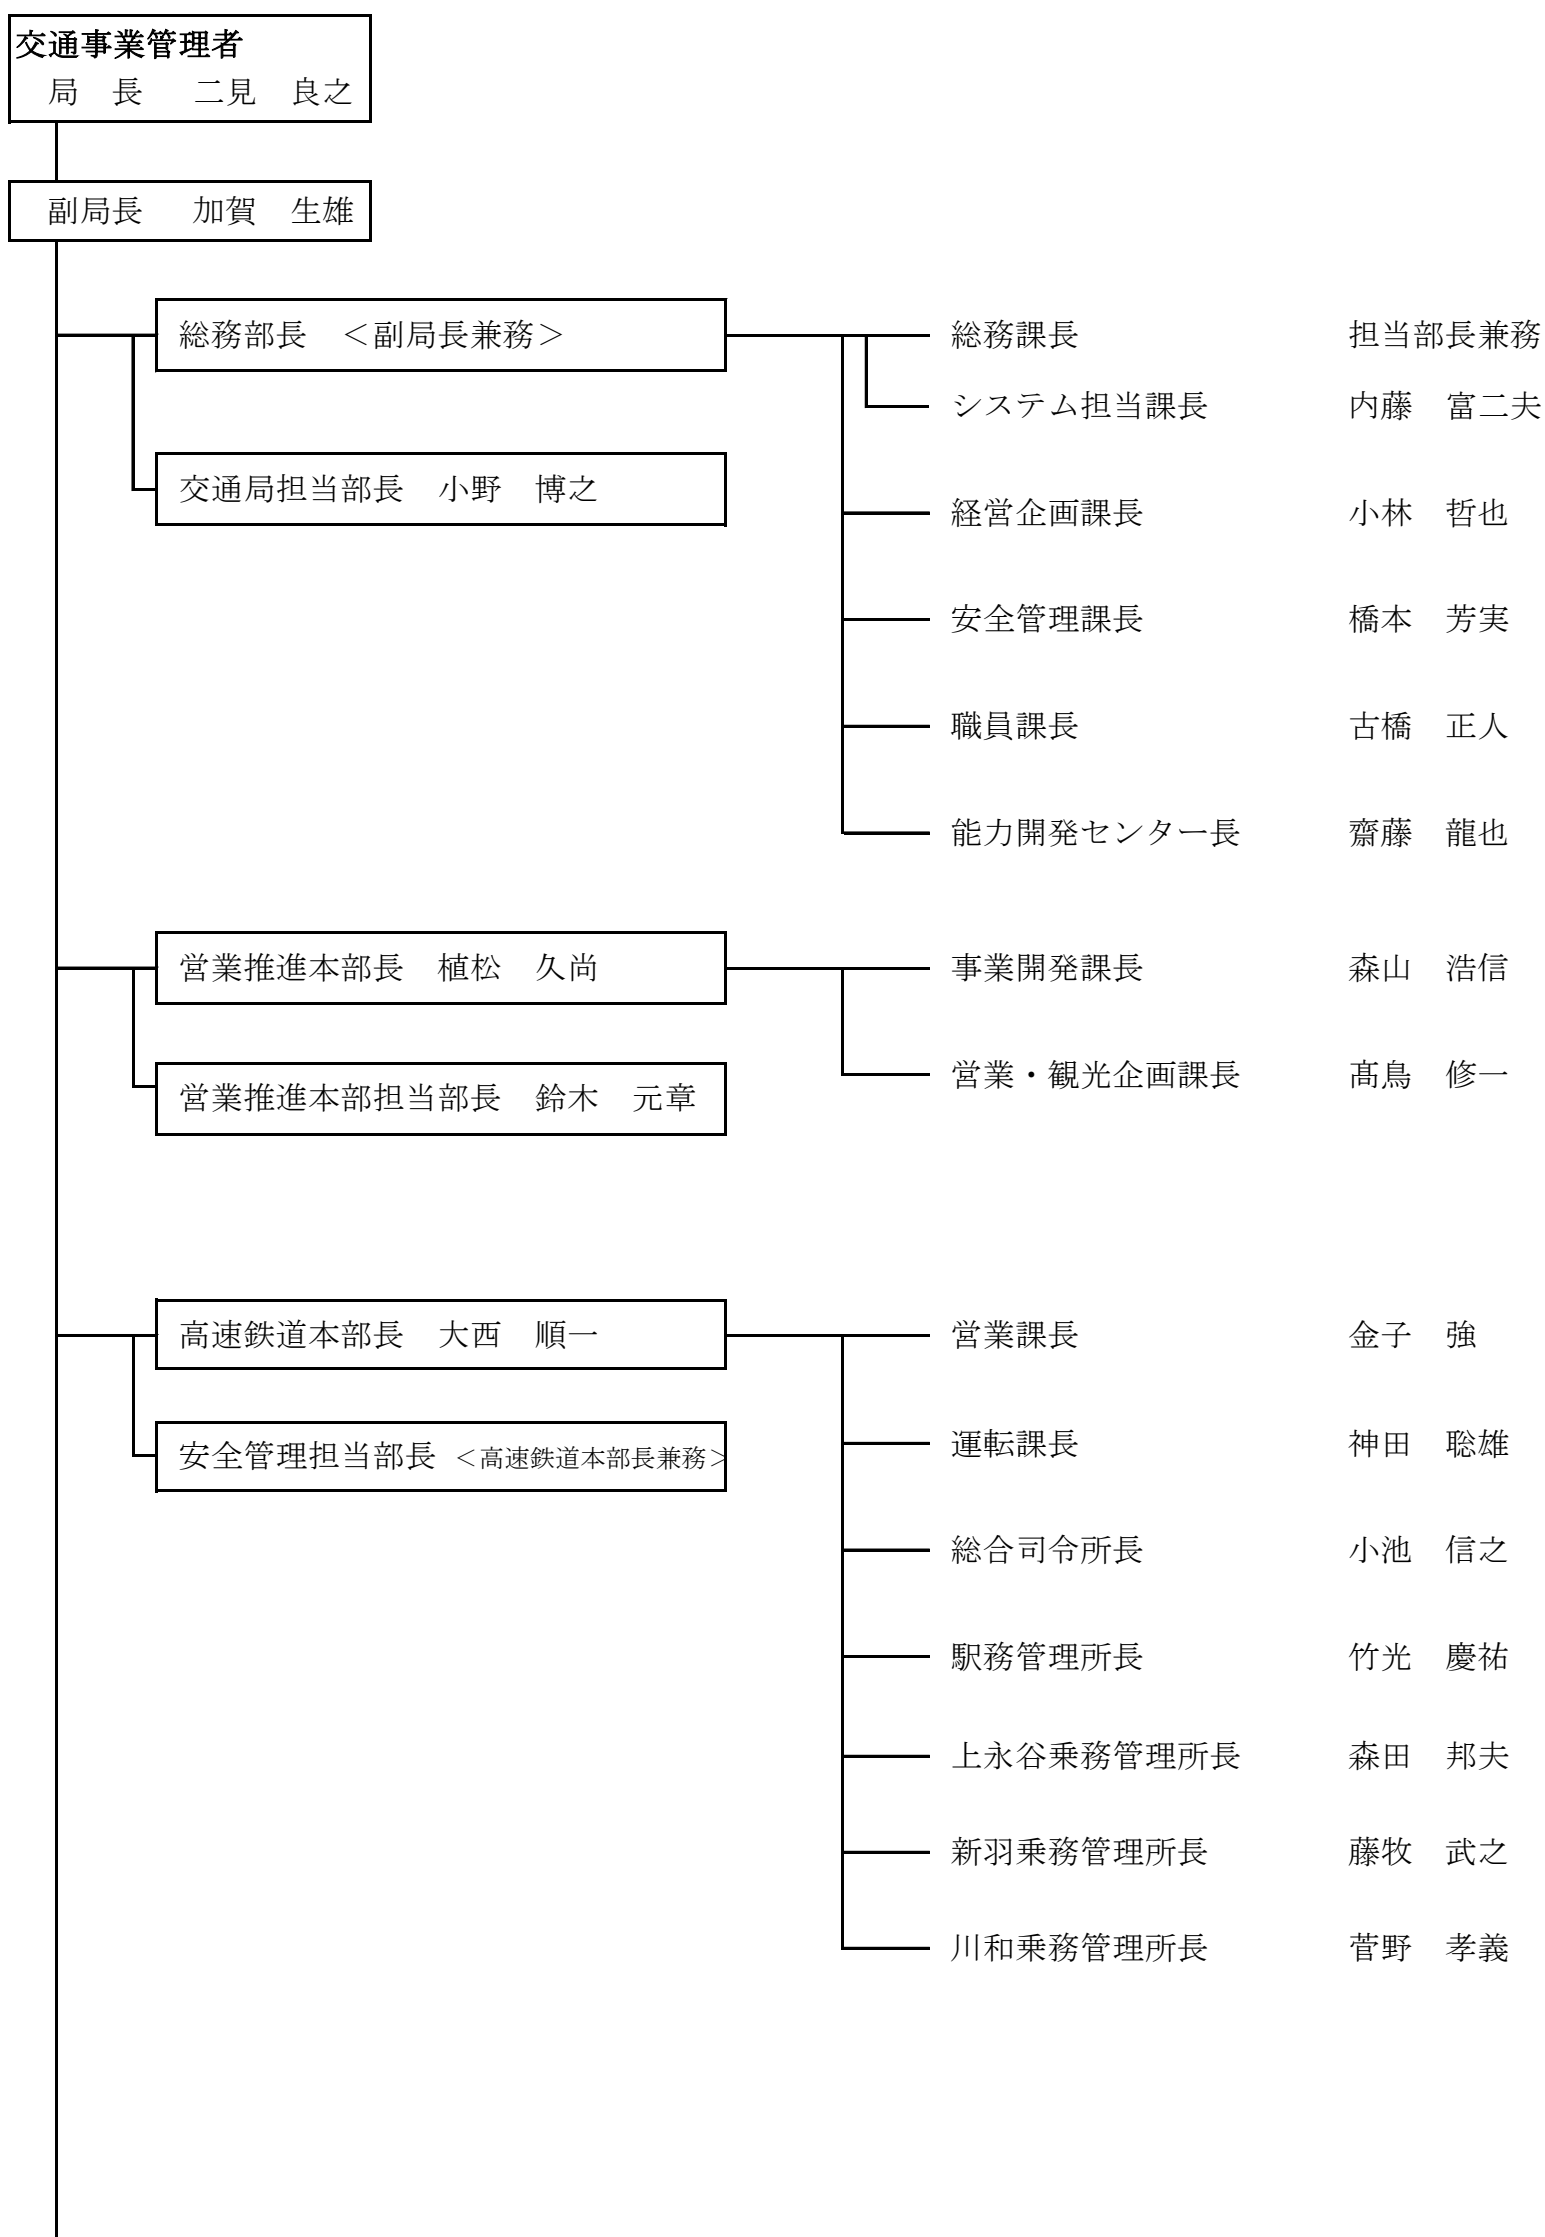 交通事業管理者
局　長　二見　良之
副局長　加賀　生雄
総務部長　＜副局長兼務＞
総務課長　担当部長兼務
システム担当課長　内藤　富二夫
交通局担当部長　小野　博之
経営企画課長　小林　哲也
安全管理課長　橋本　芳実
職員課長　古橋　正人
能力開発センター長　齋藤　龍也
営業推進本部長　植松　久尚
事業開発課長　森山　浩信
営業推進本部担当部長　鈴木　元章
営業・観光企画課長　髙鳥　修一
高速鉄道本部長　大西　順一
営業課長　金子　強
安全管理担当部長　＜高速鉄道本部長兼務＞
運転課長　神田　聡雄
総合司令所長　小池　信之
駅務管理所長　竹光　慶祐
上永谷乗務管理所長　森田　邦夫
新羽乗務管理所長　藤牧　武之
川和乗務管理所長　菅野　孝義